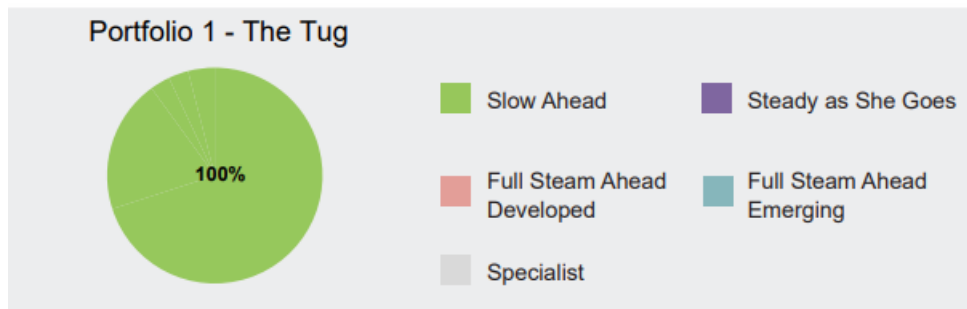 Portfolio 1 - The Tug
100%
Slow Ahead
Steady as She Goes
Full Steam Ahead
Developed
Full Steam Ahead
Emerging
Specialist